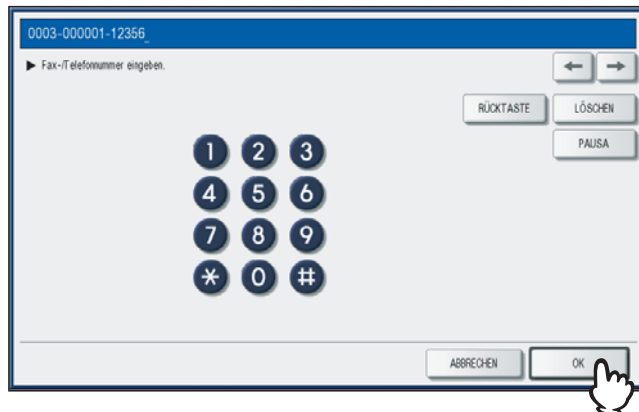 0003-000001-12356_
▶ Fax-/Telefonnummer eingeben.
← →
RÜCKTASTE LÖSCHEN
PAUSA
1 2 3
4 5 6
7 8 9
* 0 #
ABBRECHEN OK